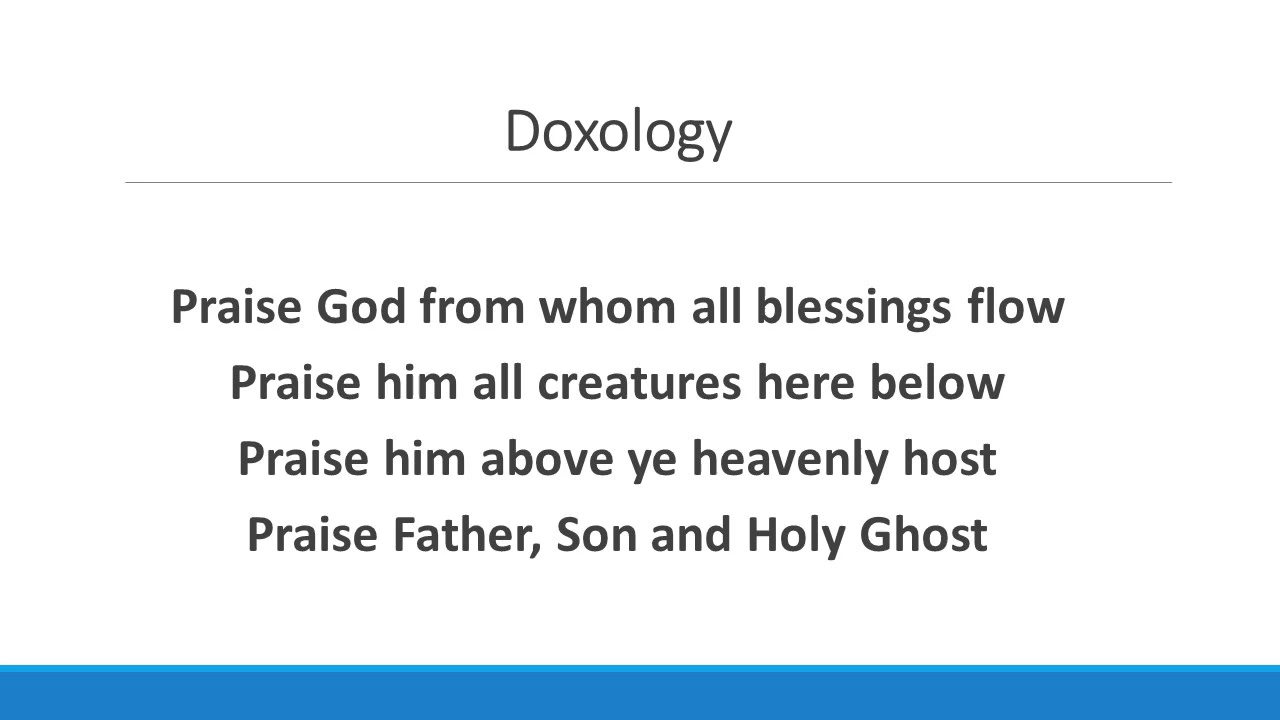 Doxology
Praise God from whom all blessings flow
Praise him all creatures here below
Praise him above ye heavenly host
Praise Father, Son and Holy Ghost